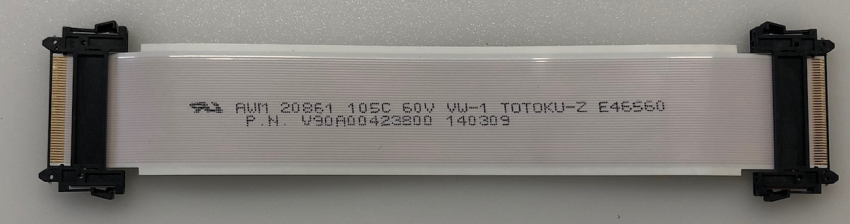 AWM 20861 105C 60V VW-1 TOTOKU-Z E46560
P.N. V90A00423800 140309